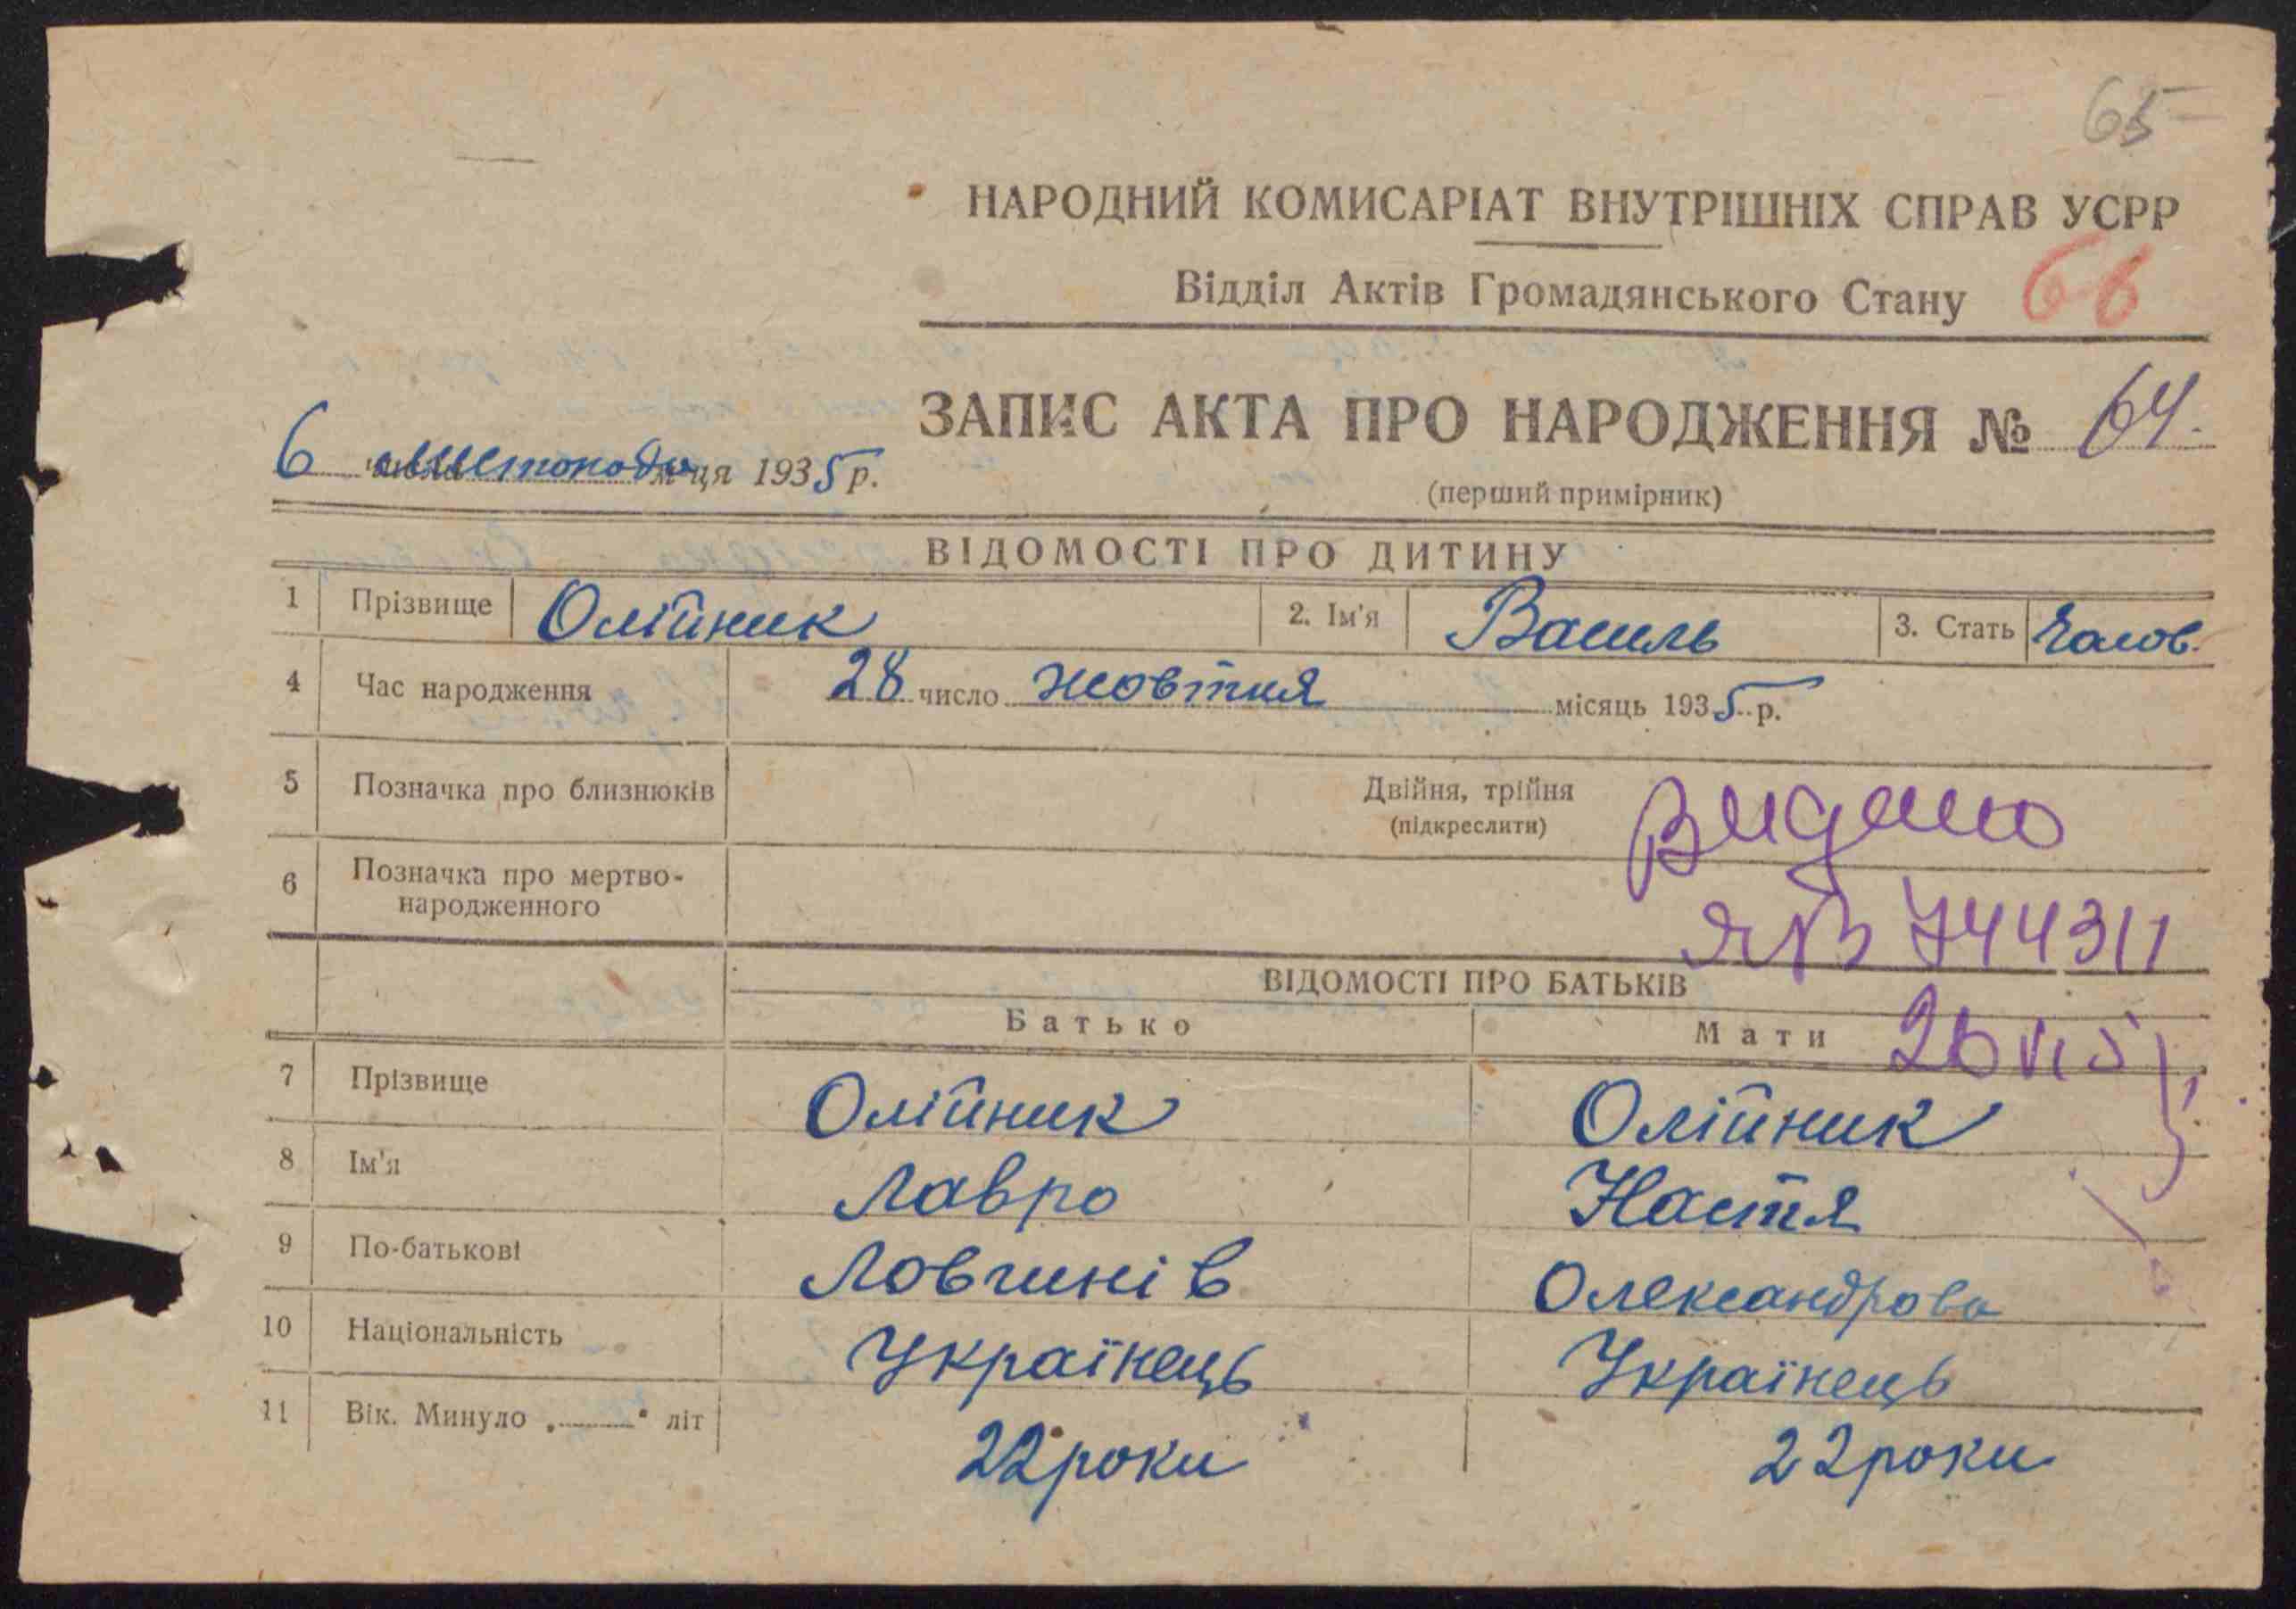 65
НАРОДНИЙ КОМИСАРІАТ ВНУТРІШНІХ СПРАВ УСРР
Відділ Актів Громадянського Стану 66
ЗАПИС АКТА ПРО НАРОДЖЕННЯ № 64.
6 листопода 1935 р.
(перший примірник)
ВІДОМОСТІ ПРО ДИТИНУ
1 Прізвище Олійник 2. Ім'я Василь 3. Стать Чолов.
4 Час народження 28 число жовтня місяць 1935 р.
5 Позначка про близнюків Двійня, трійня
(підкреслити)
Видано
6 Позначка про мертво-
народженного
ЯВ 744311
ВІДОМОСТІ ПРО БАТЬКІВ
Батько Мати
7 Прізвище Олійник Олійник
8 Ім'я Лавро Настя
9 По-батькові Ловчинів Олександрова
10 Національність Українець Українець
11 Вік. Минуло „ “ літ 22 роки 22 роки